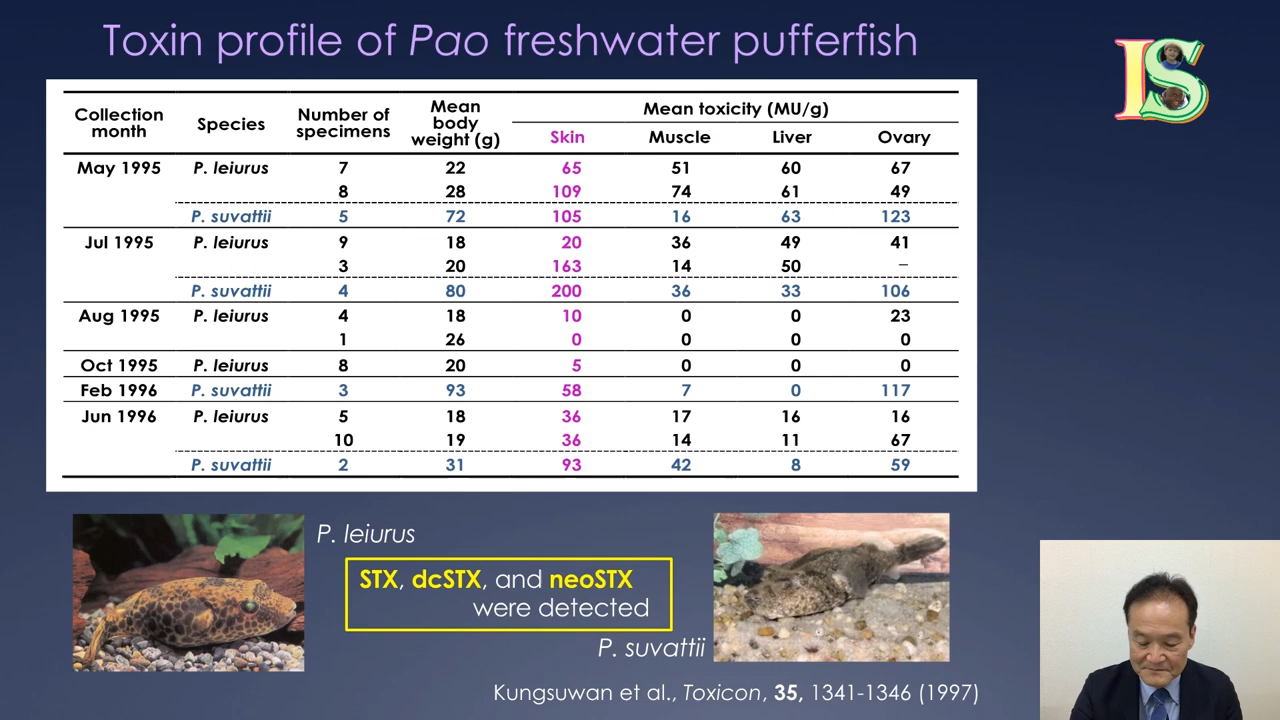 Toxin profile of Pao freshwater pufferfish
IS
Collection month Species Number of specimens Mean body weight (g) Mean toxicity (MU/g)
Skin Muscle Liver Ovary
May 1995 P. leiurus 7 22 65 51 60 67
8 28 109 74 61 49
P. suvattii 5 72 105 16 63 123
Jul 1995 P. leiurus 9 18 20 36 49 41
3 20 163 14 50 –
P. suvattii 4 80 200 36 33 106
Aug 1995 P. leiurus 4 18 10 0 0 23
1 26 0 0 0 0
Oct 1995 P. leiurus 8 20 5 0 0 0
Feb 1996 P. suvattii 3 93 58 7 0 117
Jun 1996 P. leiurus 5 18 36 17 16 16
10 19 36 14 11 67
P. suvattii 2 31 93 42 8 59
P. leiurus
STX, dcSTX, and neoSTX
were detected
P. suvattii
Kungsuwan et al., Toxicon, 35, 1341-1346 (1997)